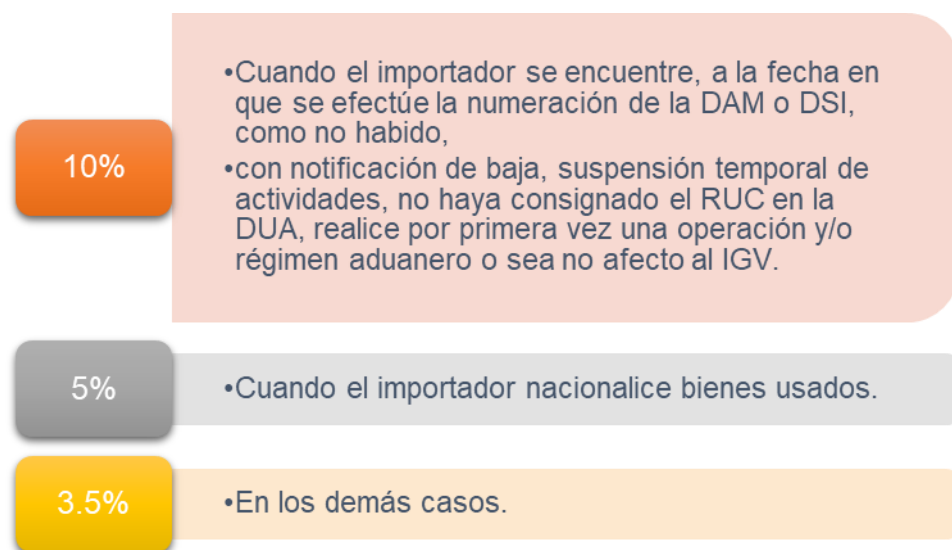 10%
•Cuando el importador se encuentre, a la fecha en
que se efectúe la numeración de la DAM o DSI,
como no habido,
•con notificación de baja, suspensión temporal de
actividades, no haya consignado el RUC en la
DUA, realice por primera vez una operación y/o
régimen aduanero o sea no afecto al IGV.
5%
•Cuando el importador nacionalice bienes usados.
3.5%
•En los demás casos.